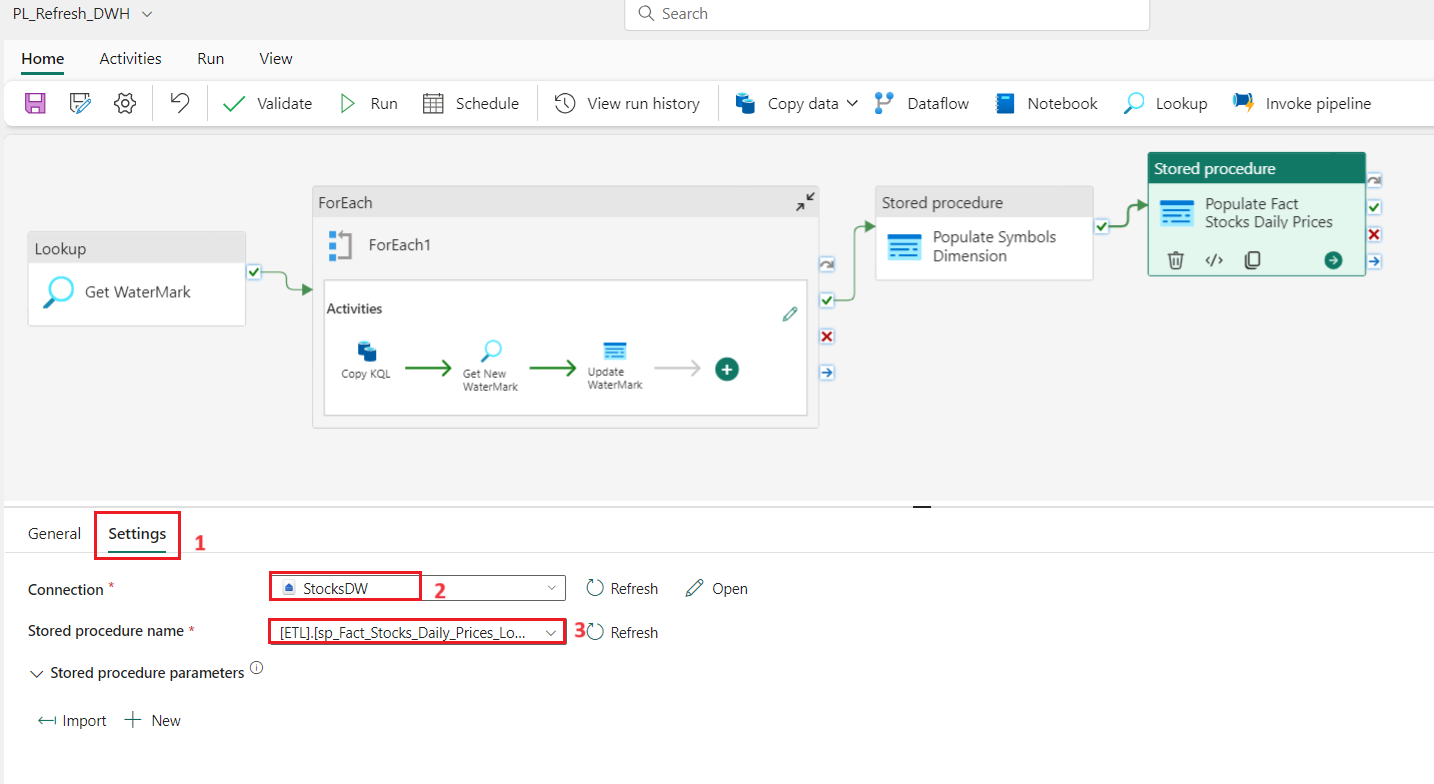 PL_Refresh_DWH
Search
Home Activities Run View
Validate Run Schedule View run history Copy data Dataflow Notebook Lookup Invoke pipeline
Lookup
Get WaterMark
ForEach
ForEach1
Activities
Copy KQL
Get New
WaterMark
Update
WaterMark
Stored procedure
Populate Symbols
Dimension
Stored procedure
Populate Fact
Stocks Daily Prices
General Settings 1
Connection * StocksDW 2 Refresh Open
Stored procedure name * [ETL].[sp_Fact_Stocks_Daily_Prices_Lo... 3 Refresh
Stored procedure parameters
Import New